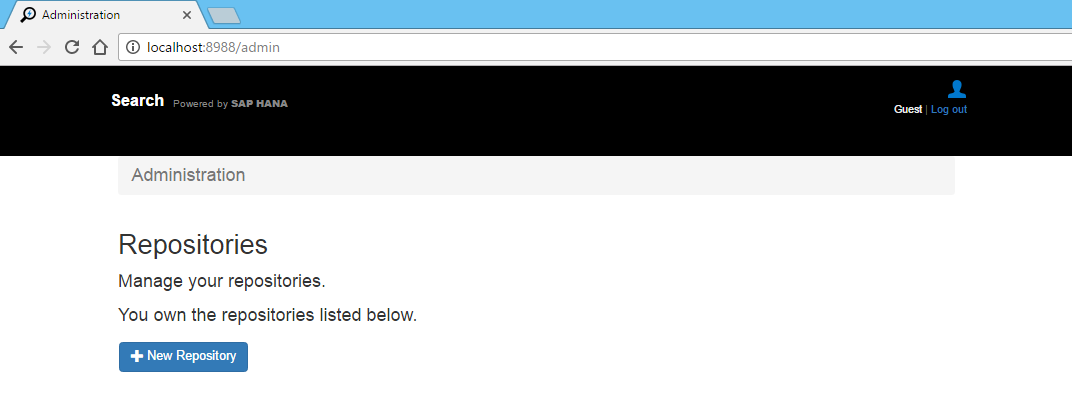 Administration
localhost:8988/admin
Search Powered by SAP HANA
Guest | Log out
Administration
Repositories
Manage your repositories.
You own the repositories listed below.
New Repository